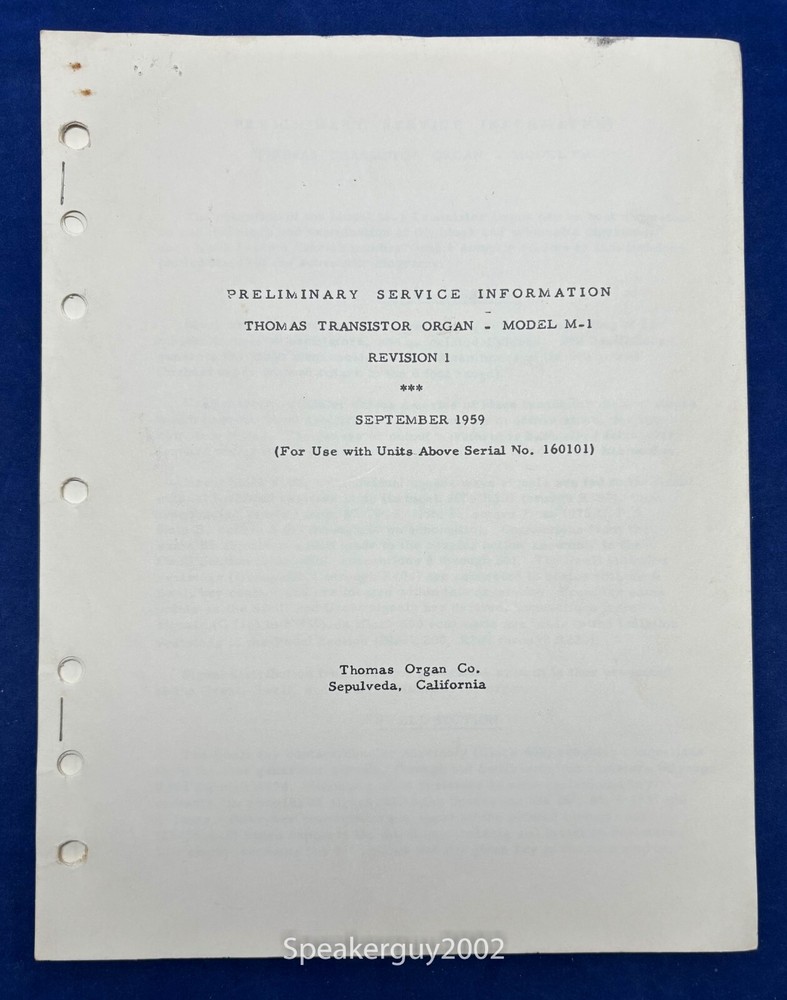 PRELIMINARY SERVICE INFORMATION
THOMAS TRANSISTOR ORGAN - MODEL M-1
REVISION 1
***
SEPTEMBER 1959
(For Use with Units Above Serial No. 160101)
Thomas Organ Co.
Sepulveda, California
Speakerguy2002